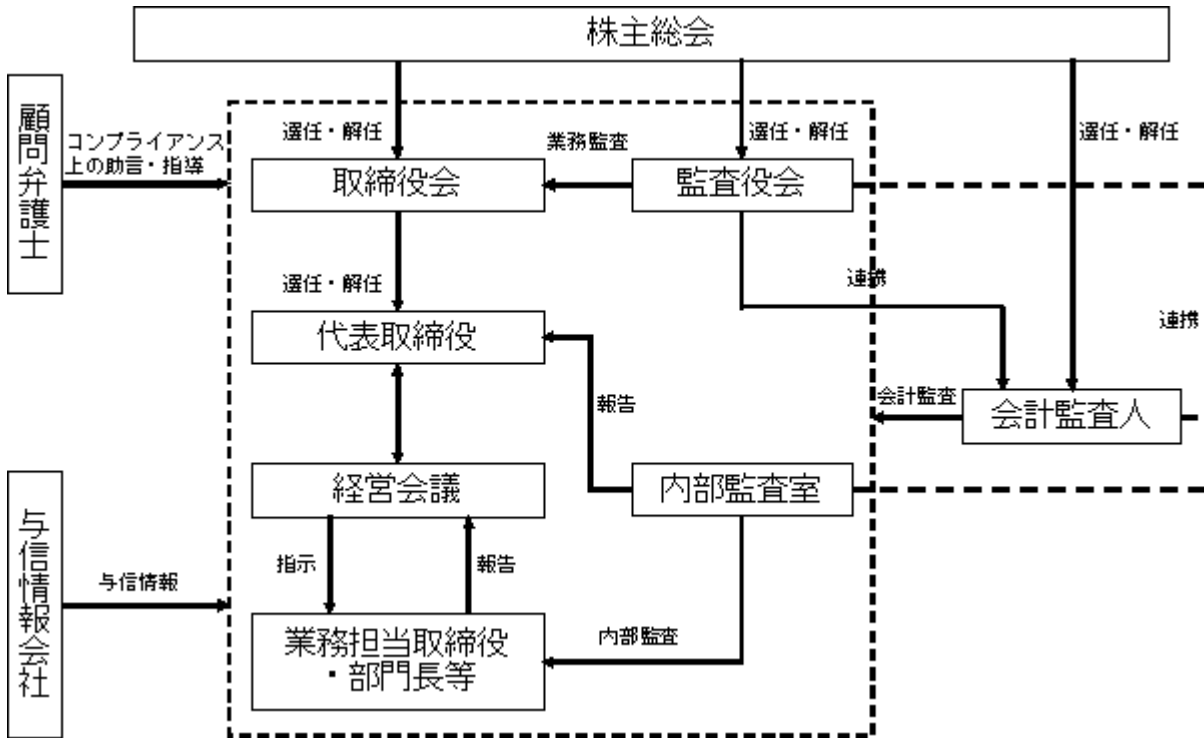 株主総会
顧問弁護士
コンプライアンス
上の助言・指導
選任・解任
選任・解任
選任・解任
業務監査
取締役会
監査役会
選任・解任
連携
連携
代表取締役
報告
会計監査
会計監査人
経営会議
内部監査室
与信情報会社
与信情報
指示
報告
内部監査
業務担当取締役
・部門長等